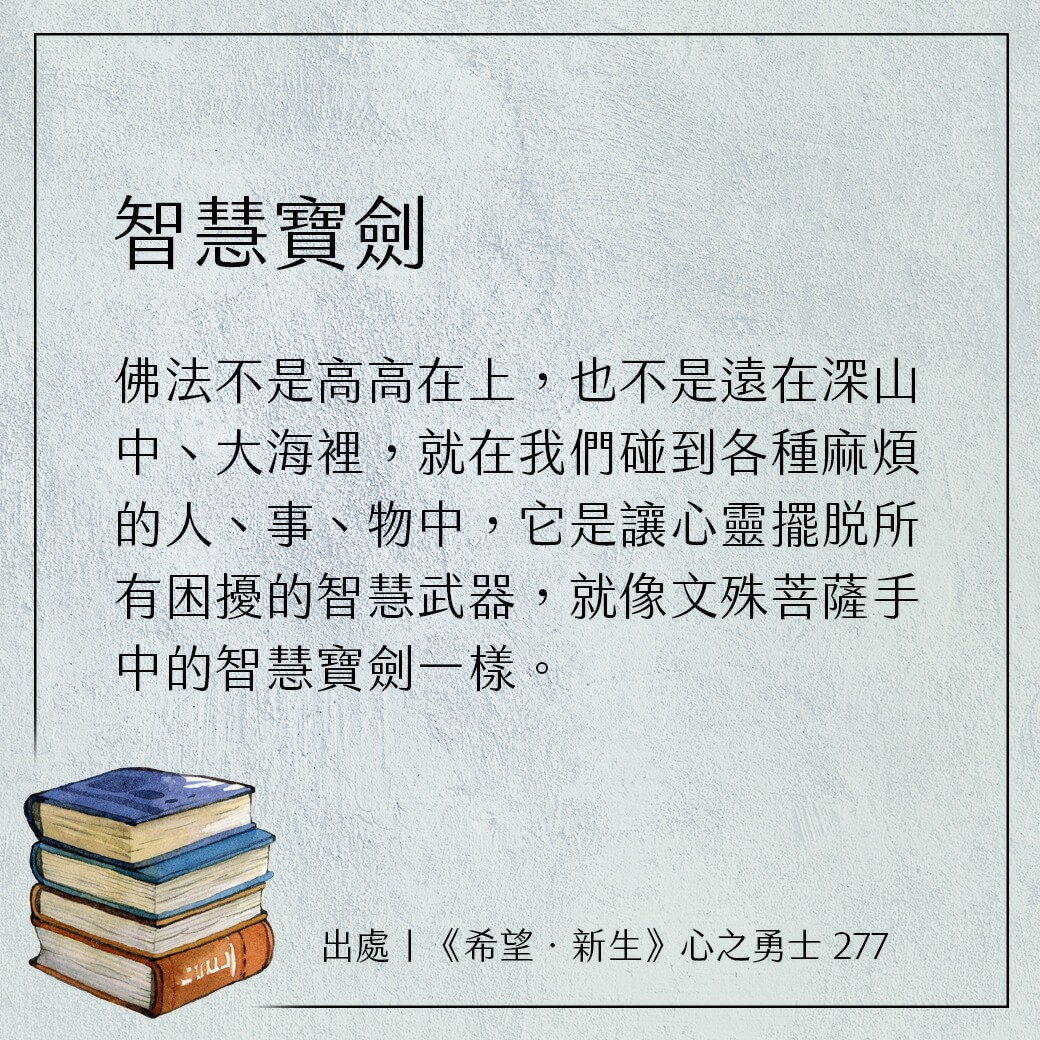 智慧寶劍
佛法不是高高在上，也不是遠在深山
中、大海裡，就在我們碰到各種麻煩
的人、事、物中，它是讓心靈擺脫所
有困擾的智慧武器，就像文殊菩薩手
中的智慧寶劍一樣。
出處｜《希望．新生》心之勇士 277